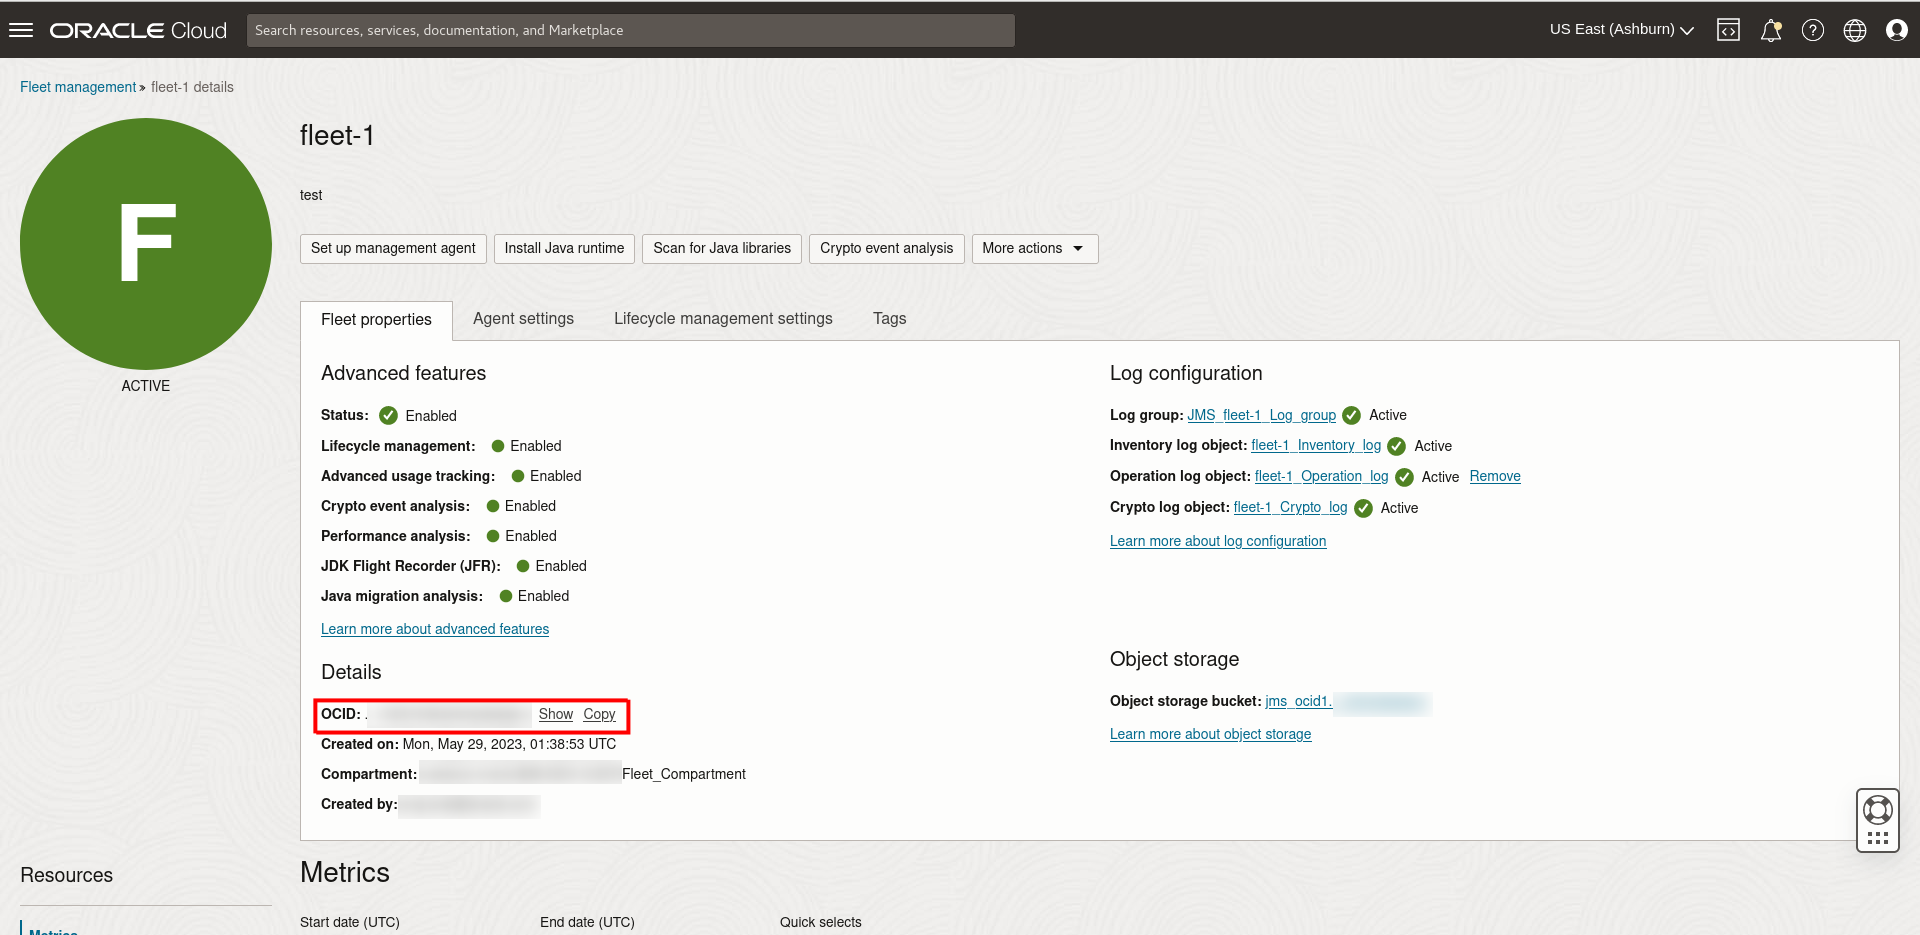 ORACLE Cloud
Search resources, services, documentation, and Marketplace
US East (Ashburn)
Fleet management » fleet-1 details
F
ACTIVE
fleet-1
test
Set up management agent
Install Java runtime
Scan for Java libraries
Crypto event analysis
More actions
Fleet properties
Agent settings
Lifecycle management settings
Tags
Advanced features
Status: Enabled
Lifecycle management: Enabled
Advanced usage tracking: Enabled
Crypto event analysis: Enabled
Performance analysis: Enabled
JDK Flight Recorder (JFR): Enabled
Java migration analysis: Enabled
Learn more about advanced features
Details
OCID: . Show Copy
Created on: Mon, May 29, 2023, 01:38:53 UTC
Compartment: Fleet_Compartment
Created by:
Log configuration
Log group: JMS_fleet-1_Log_group Active
Inventory log object: fleet-1_Inventory_log Active
Operation log object: fleet-1_Operation_log Active Remove
Crypto log object: fleet-1_Crypto_log Active
Learn more about log configuration
Object storage
Object storage bucket: jms_ocid1.
Learn more about object storage
Resources
Metrics
Metrics
Start date (UTC)
End date (UTC)
Quick selects